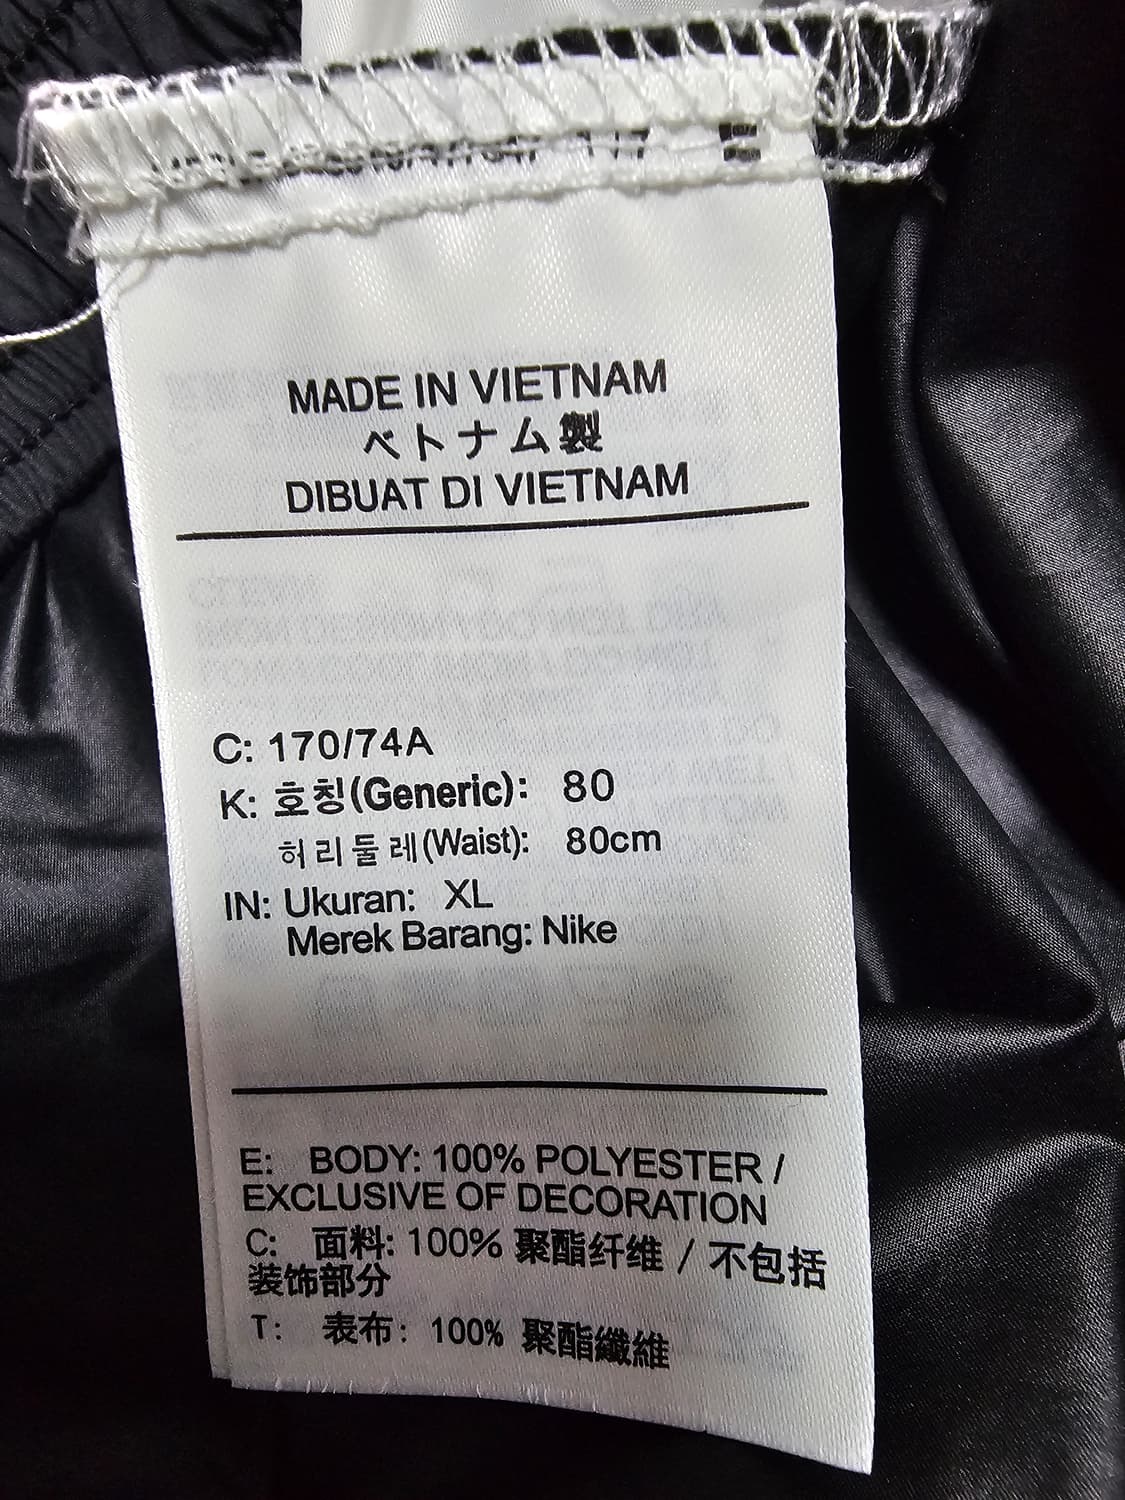 MADE IN VIETNAM
ベトナム製
DIBUAT DI VIETNAM
C: 170/74A
K: 호칭(Generic): 80
허리둘레(Waist): 80cm
IN: Ukuran: XL
Merek Barang: Nike
E: BODY: 100% POLYESTER /
EXCLUSIVE OF DECORATION
C: 面料: 100% 聚酯纤维 / 不包括
装饰部分
T: 表布: 100% 聚酯纖維